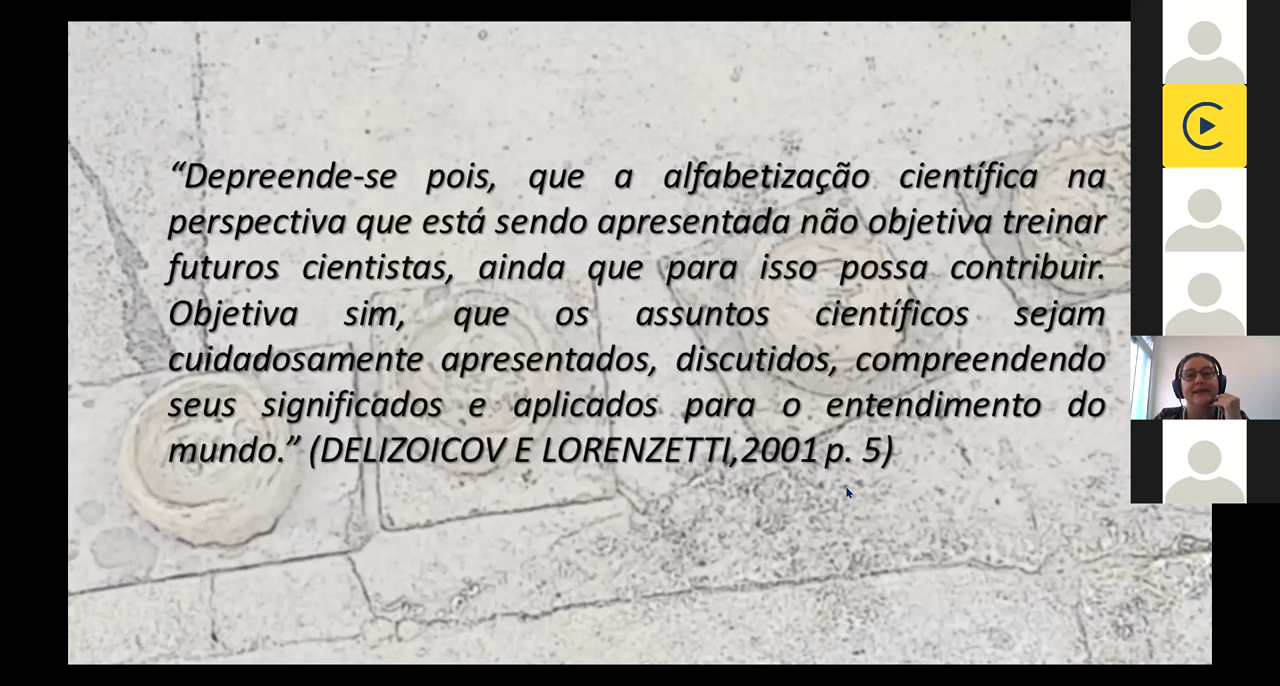 “Depreende-se pois, que a alfabetização científica na
perspectiva que está sendo apresentada não objetiva treinar
futuros cientistas, ainda que para isso possa contribuir.
Objetiva sim, que os assuntos científicos sejam
cuidadosamente apresentados, discutidos, compreendendo
seus significados e aplicados para o entendimento do
mundo.” (DELIZOICOV E LORENZETTI,2001 p. 5)